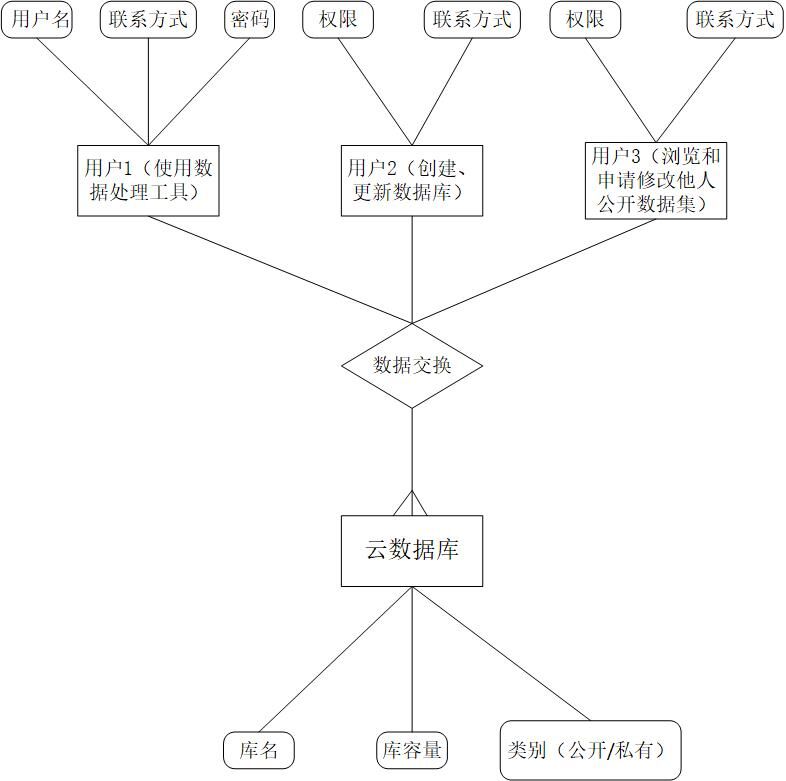 用户名
联系方式
密码
权限
联系方式
权限
联系方式
用户1（使用数
据处理工具）
用户2（创建、
更新数据库）
用户3（浏览和
申请修改他人
公开数据集）
数据交换
云数据库
库名
库容量
类别（公开/私有）